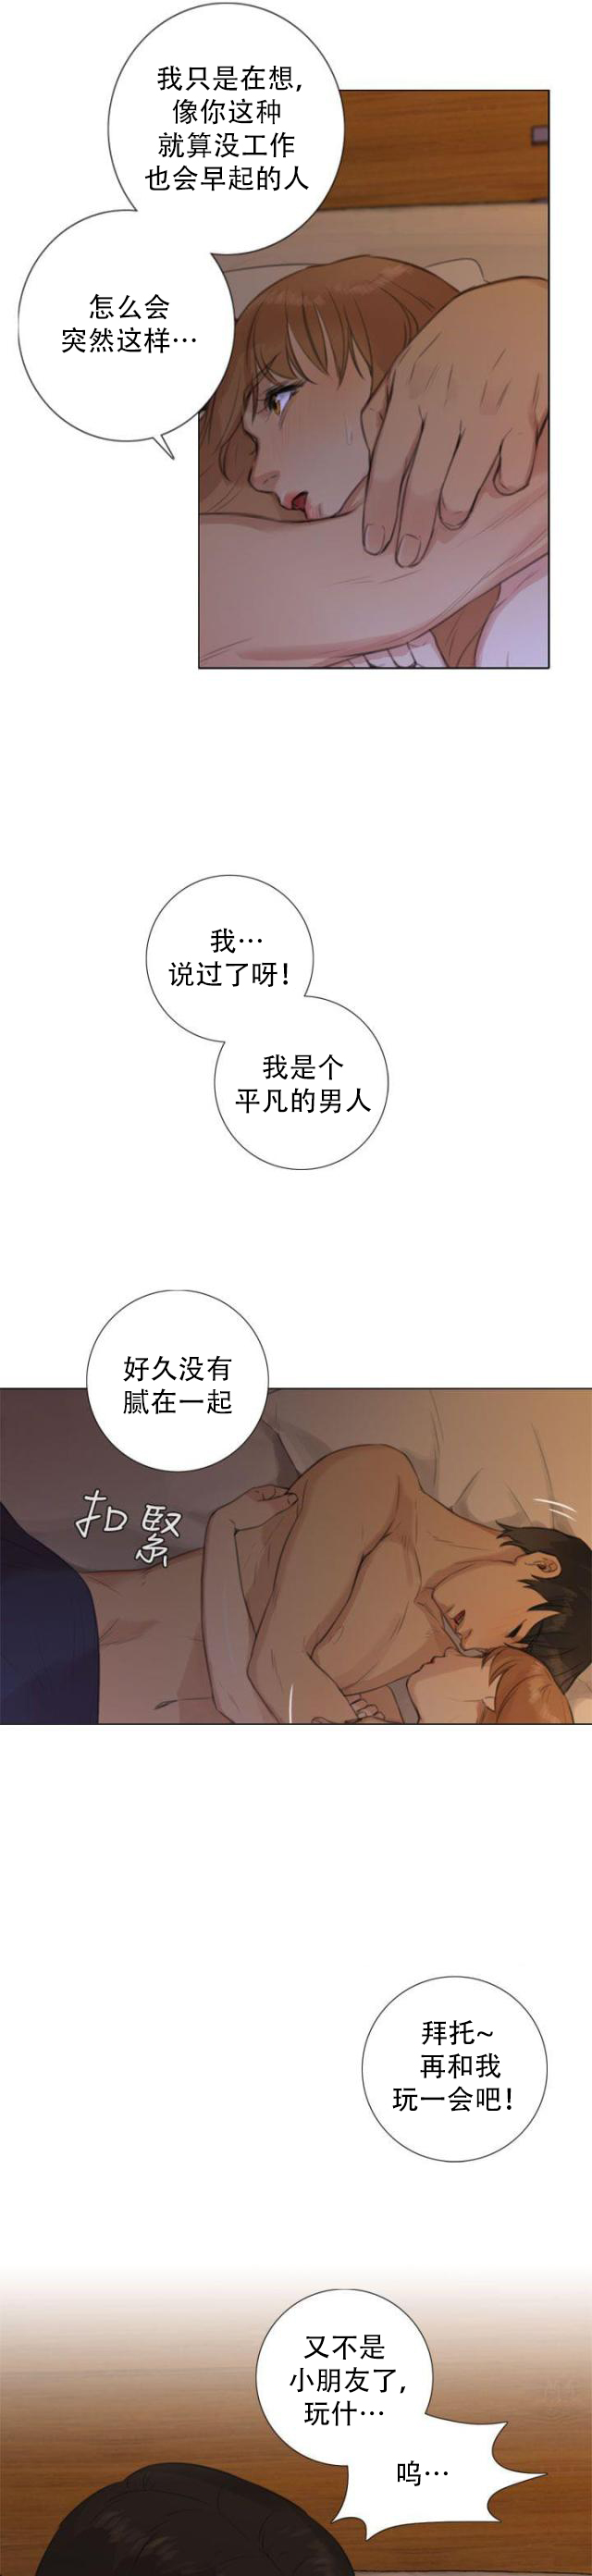 我只是在想,
像你这种
就算没工作
也会早起的人
怎么会
突然这样…
我…
说过了呀!
我是个
平凡的男人
好久没有
腻在一起
扣緊
拜托~
再和我
玩一会吧!
又不是
小朋友了,
玩什…
呜…